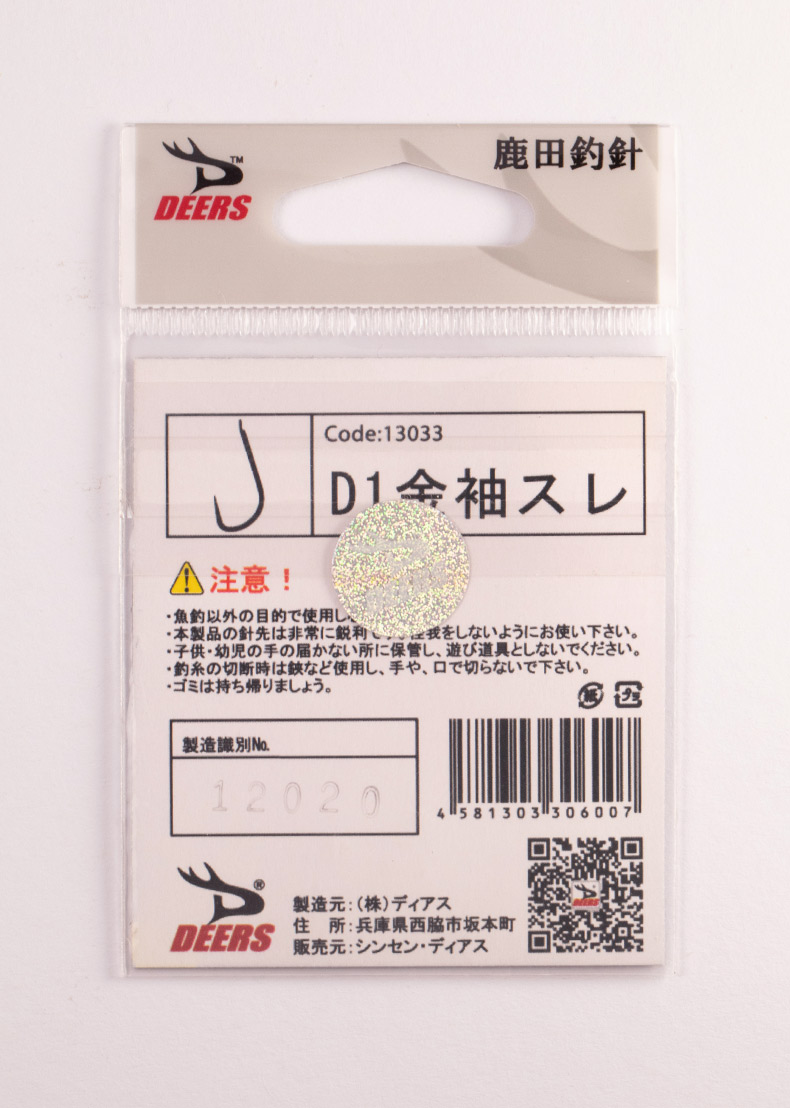 DEERS™
鹿田釣針
Code:13033
D1金袖スレ
注意！
・魚釣以外の目的で使用し
・本製品の針先は非常に鋭利で 怪我をしないようにお使い下さい。
・子供・幼児の手の届かない所に保管し、遊び道具としないでください。
・釣糸の切断時は鋏など使用し、手や、口で切らないで下さい。
・ゴミは持ち帰りましょう。
紙 プラ
製造識別No.
12020
4 581303 306007
DEERS®
製造元：（株）ディアス
住　所：兵庫県西脇市坂本町
販売元：シンセン・ディアス
DEERS